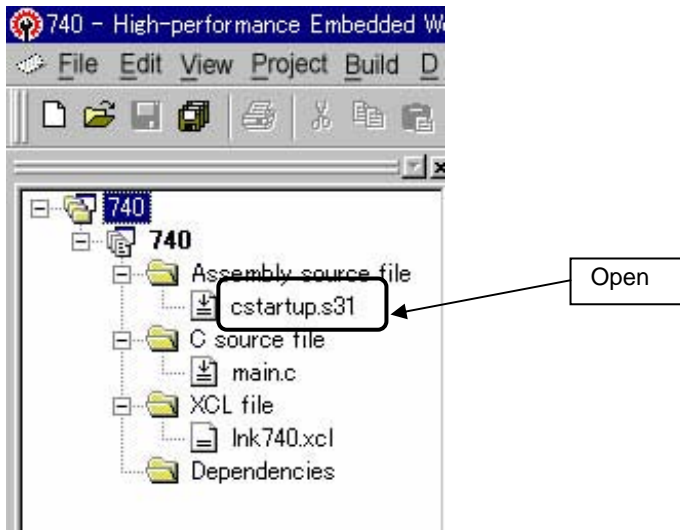 740 - High-performance Embedded W
File Edit View Project Build D
740
740
Assembly source file
cstartup.s31
Open
C source file
main.c
XCL file
lnk740.xcl
Dependencies